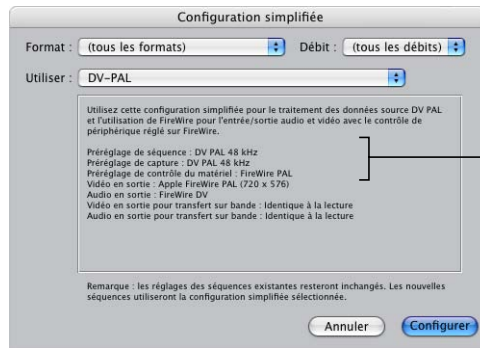 Configuration simplifiée
Format : (tous les formats) Débit : (tous les débits)
Utiliser : DV-PAL
Utilisez cette configuration simplifiée pour le traitement des données source DV PAL
et l'utilisation de FireWire pour l'entrée/sortie audio et vidéo avec le contrôle de
périphérique réglé sur FireWire.
Préréglage de séquence : DV PAL 48 kHz
Préréglage de capture : DV PAL 48 kHz
Préréglage de contrôle du matériel : FireWire PAL
Vidéo en sortie : Apple FireWire PAL (720 x 576)
Audio en sortie : FireWire DV
Vidéo en sortie pour transfert sur bande : Identique à la lecture
Audio en sortie pour transfert sur bande : Identique à la lecture
Remarque : les réglages des séquences existantes resteront inchangés. Les nouvelles
séquences utiliseront la configuration simplifiée sélectionnée.
Annuler Configurer